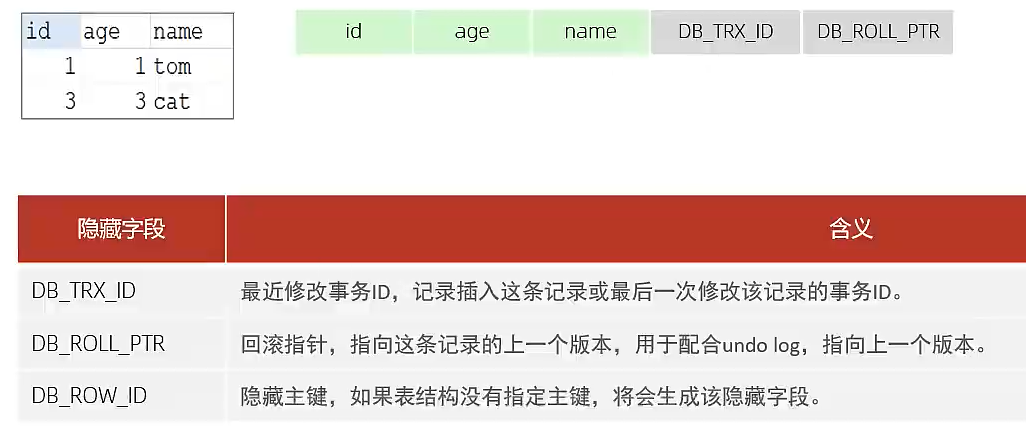 id age name
1 1 tom
3 3 cat
id age name DB_TRX_ID DB_ROLL_PTR
隐藏字段 含义
DB_TRX_ID 最近修改事务ID，记录插入这条记录或最后一次修改该记录的事务ID。
DB_ROLL_PTR 回滚指针，指向这条记录的上一个版本，用于配合undo log，指向上一个版本。
DB_ROW_ID 隐藏主键，如果表结构没有指定主键，将会生成该隐藏字段。